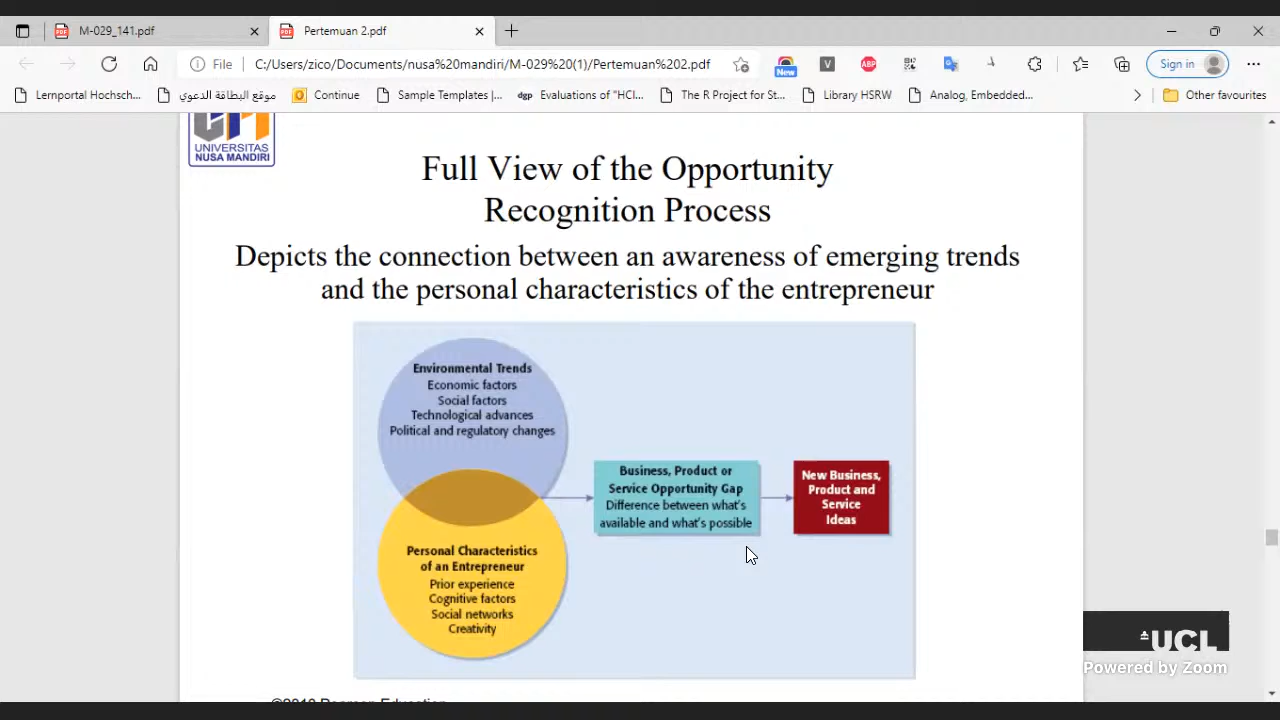 M-029_141.pdf
Pertemuan 2.pdf
File
C:/Users/zico/Documents/nusa%20mandiri/M-029%20(1)/Pertemuan%202.pdf
New
V
ABP
Sign in
Lernportal Hochsch...
موقع البطاقة الدعوي
Continue
Sample Templates |...
dgp
Evaluations of "HCI...
The R Project for St...
Library HSRW
Analog, Embedded...
Other favourites
UNIVERSITAS
NUSA MANDIRI
Full View of the Opportunity
Recognition Process
Depicts the connection between an awareness of emerging trends
and the personal characteristics of the entrepreneur
Environmental Trends
Economic factors
Social factors
Technological advances
Political and regulatory changes
Business, Product or
Service Opportunity Gap
Difference between what's
available and what's possible
New Business,
Product and
Service
Ideas
Personal Characteristics
of an Entrepreneur
Prior experience
Cognitive factors
Social networks
Creativity
UCL
Powered by Zoom